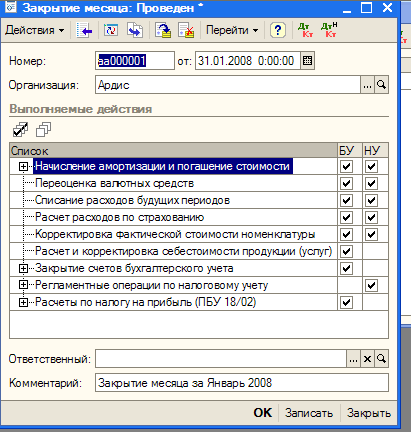 Закрытие месяца: Проведен *
Действия Перейти ? Дт Кт Дт Н Кт
Номер: аа000001 от: 31.01.2008 0:00:00
Организация: Ардис ...
Выполняемые действия
Список БУ НУ
Начисление амортизации и погашение стоимости
Переоценка валютных средств
Списание расходов будущих периодов
Расчет расходов по страхованию
Корректировка фактической стоимости номенклатуры
Расчет и корректировка себестоимости продукции (услуг)
Закрытие счетов бухгалтерского учета
Регламентные операции по налоговому учету
Расчеты по налогу на прибыль (ПБУ 18/02)
Ответственный: ...
Комментарий: Закрытие месяца за Январь 2008
OK Записать Закрыть